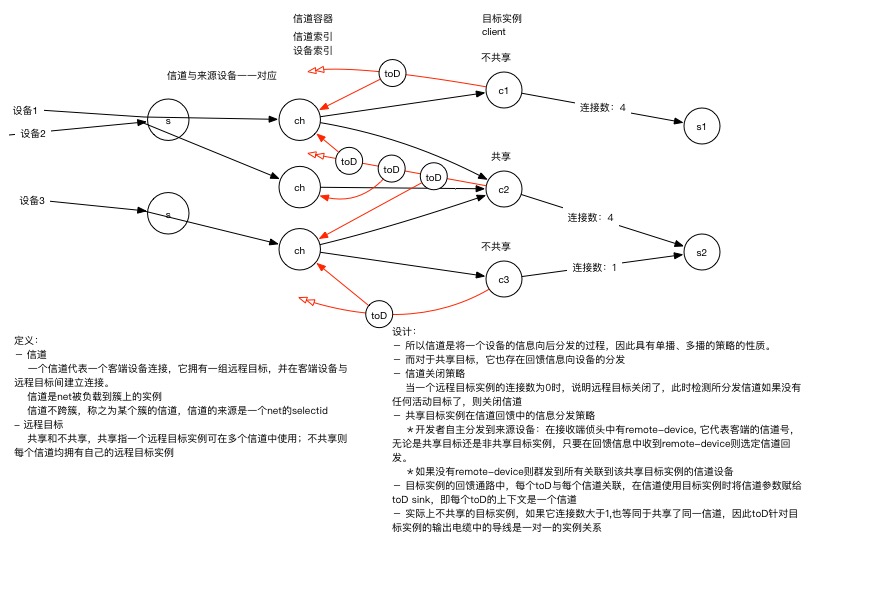 信道容器
信道索引
设备索引
目标实例
client
不共享
信道与来源设备一一对应
toD
c1
设备1
s
ch
连接数：4
s1
设备2
toD
共享
toD
toD
ch
c2
设备3
s
连接数：4
ch
不共享
s2
c3
连接数：1
toD
定义：
－ 信道
一个信道代表一个客端设备连接，它拥有一组远程目标，并在客端设备与
远程目标间建立连接。
信道是net被负载到簇上的实例
信道不跨簇，称之为某个簇的信道，信道的来源是一个net的selectid
– 远程目标
共享和不共享，共享指一个远程目标实例可在多个信道中使用；不共享则
每个信道均拥有自己的远程目标实例
设计：
－ 所以信道是将一个设备的信息向后分发的过程，因此具有单播、多播的策略的性质。
－ 而对于共享目标，它也存在回馈信息向设备的分发
－ 信道关闭策略
当一个远程目标实例的连接数为0时，说明远程目标关闭了，此时检测所分发信道如果没有
任何活动目标了，则关闭信道
－ 共享目标实例在信道回馈中的信息分发策略
＊开发者自主分发到来源设备：在接收端侦头中有remote–device, 它代表客端的信道号，
无论是共享目标还是非共享目标实例，只要在回馈信息中收到remote–device则选定信道回
发。
＊如果没有remote–device则群发到所有关联到该共享目标实例的信道设备
－ 目标实例的回馈通路中，每个toD与每个信道关联，在信道使用目标实例时将信道参数赋给
toD sink，即每个toD的上下文是一个信道
－ 实际上不共享的目标实例，如果它连接数大于1,也等同于共享了同一信道，因此toD针对目
标实例的输出电缆中的导线是一对一的实例关系